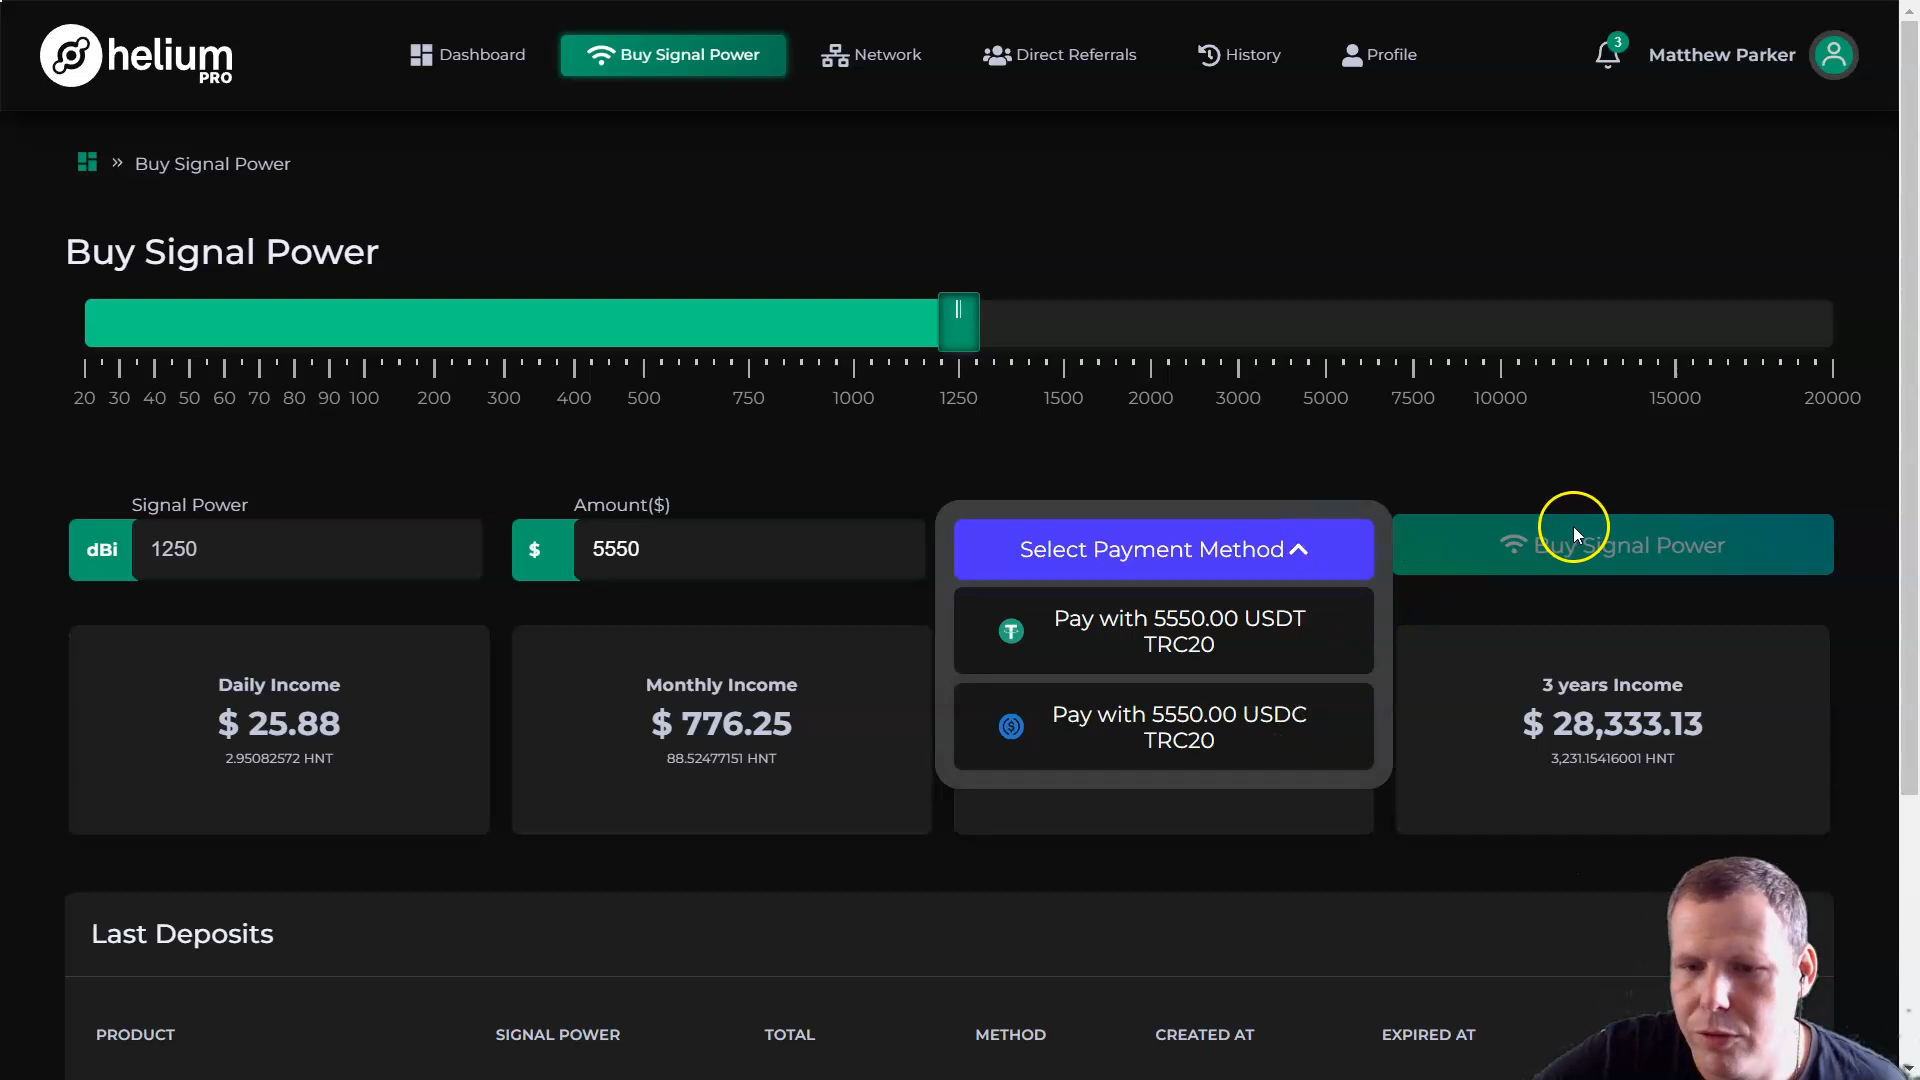 helium
PRO
Dashboard
Buy Signal Power
Network
Direct Referrals
History
Profile
3
Matthew Parker
» Buy Signal Power
Buy Signal Power
20 30 40 50 60 70 80 90 100 200 300 400 500 750 1000 1250 1500 2000 3000 5000 7500 10000 15000 20000
Signal Power
dBi 1250
Amount($)
$ 5550
Select Payment Method
Pay with 5550.00 USDT
TRC20
Pay with 5550.00 USDC
TRC20
Buy Signal Power
Daily Income
$ 25.88
2.95082572 HNT
Monthly Income
$ 776.25
88.52477151 HNT
3 years Income
$ 28,333.13
3,231.15416001 HNT
Last Deposits
PRODUCT SIGNAL POWER TOTAL METHOD CREATED AT EXPIRED AT